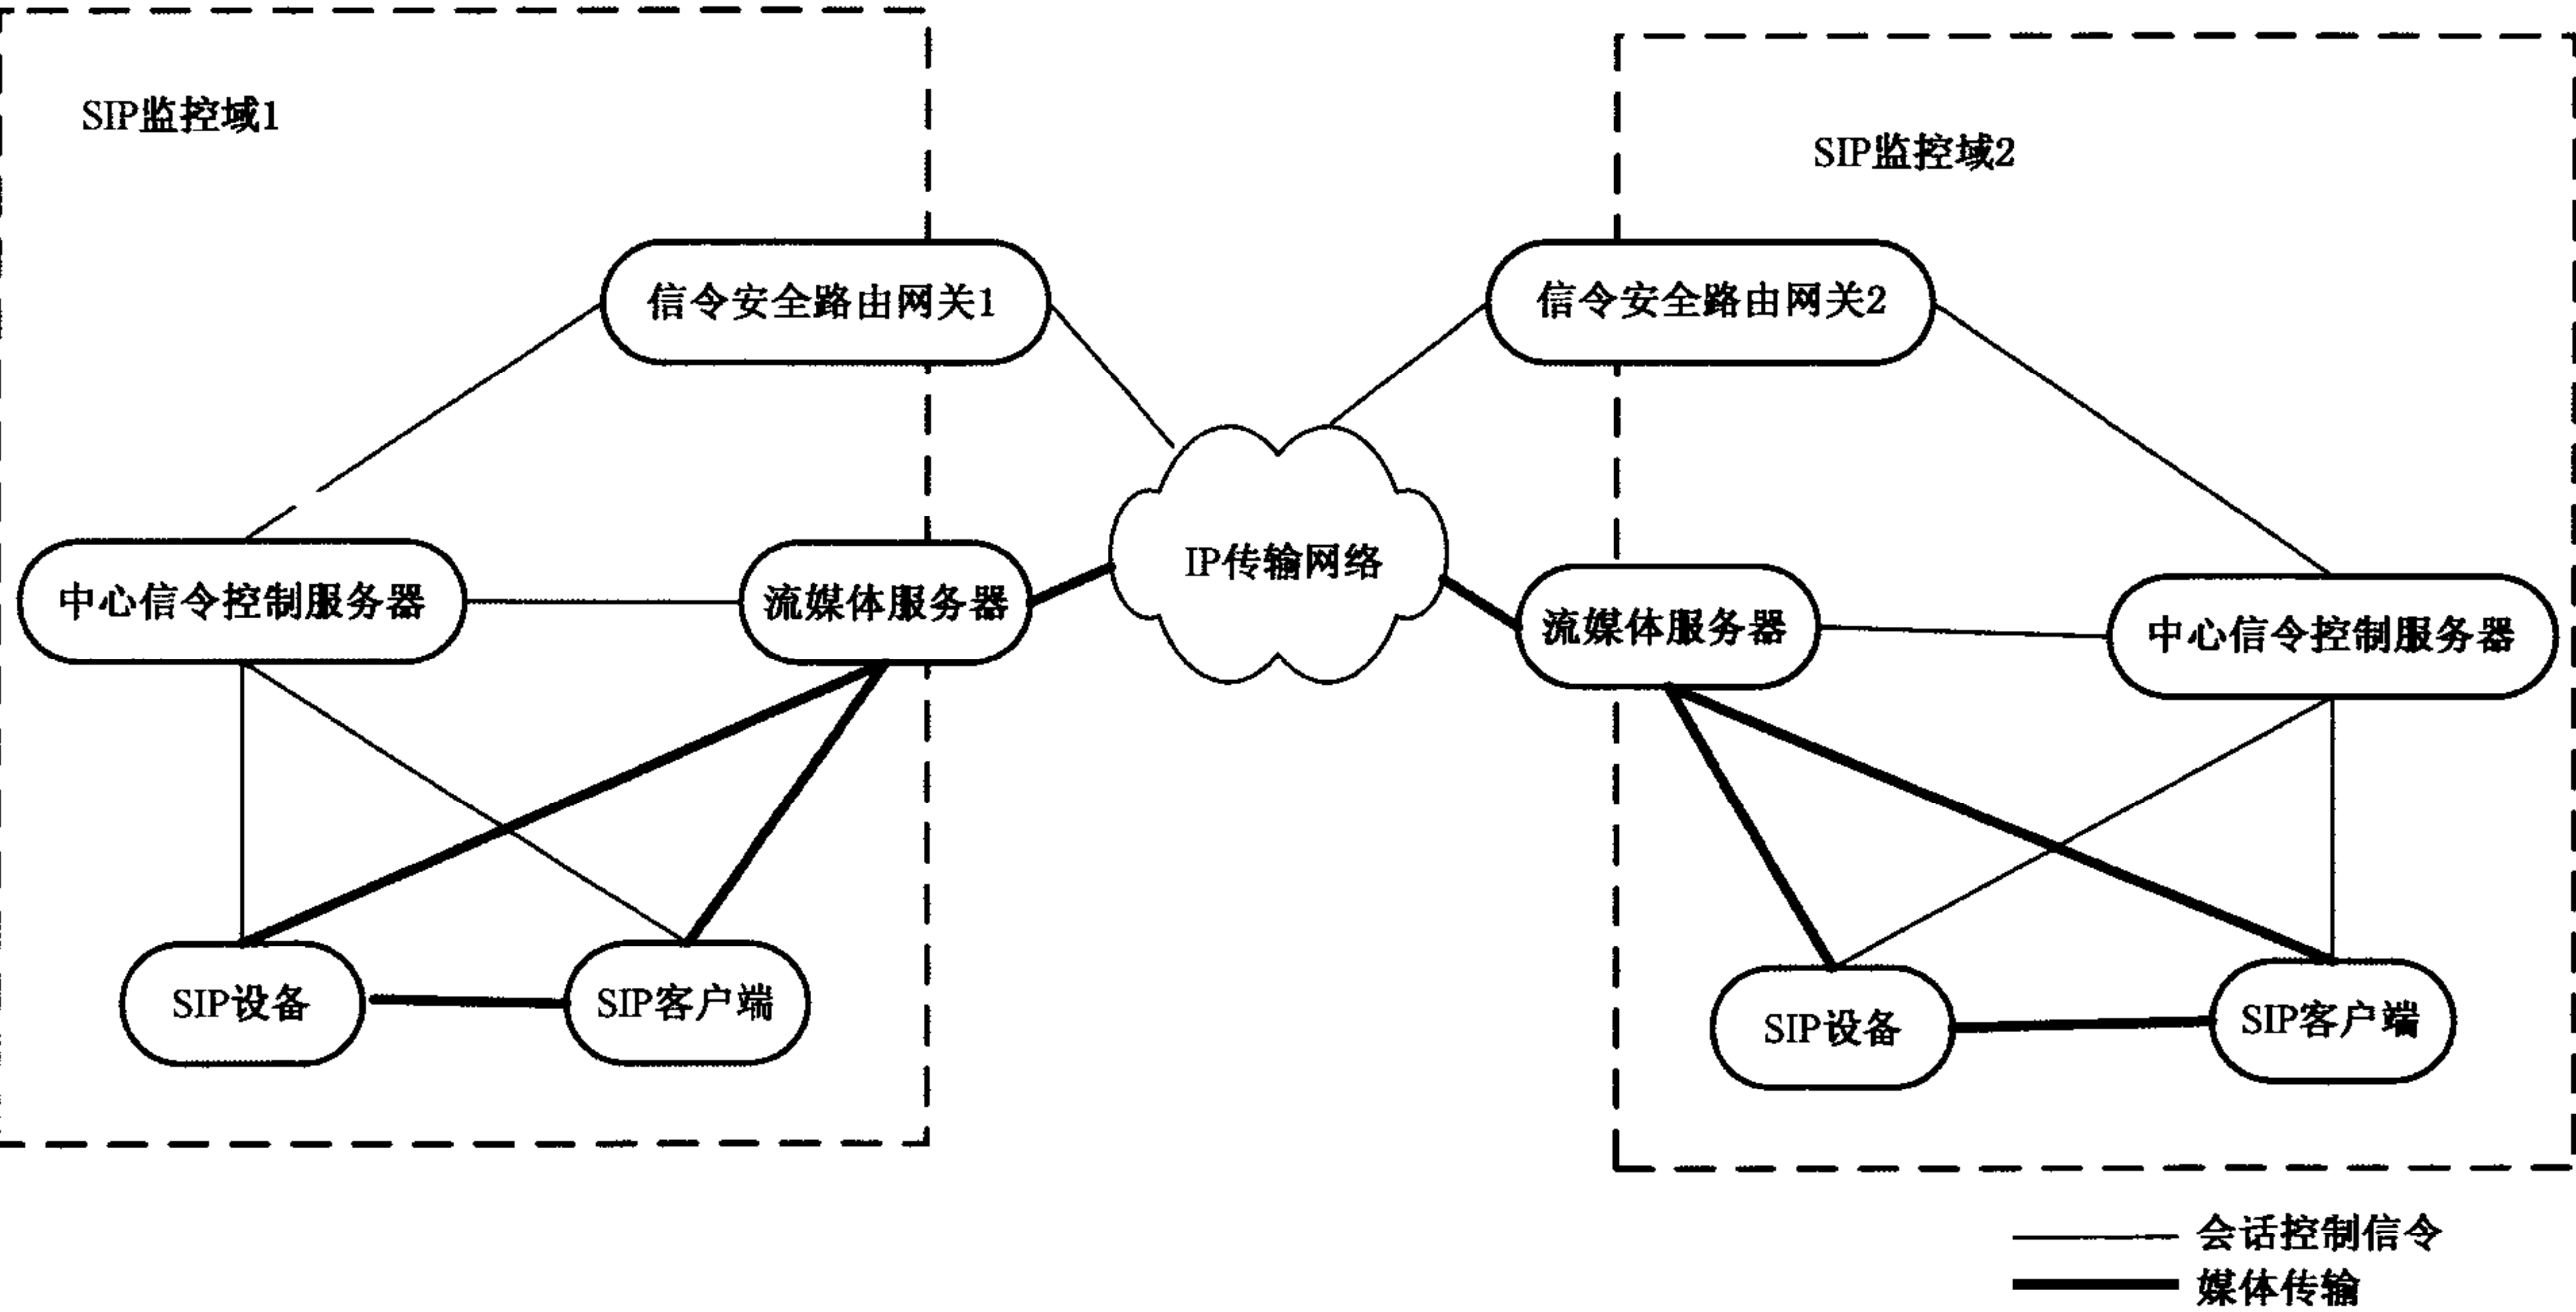 SIP监控域1
SIP监控域2
信令安全路由网关1
信令安全路由网关2
IP传输网络
中心信令控制服务器
流媒体服务器
流媒体服务器
中心信令控制服务器
SIP设备
SIP客户端
SIP设备
SIP客户端
会话控制信令
媒体传输